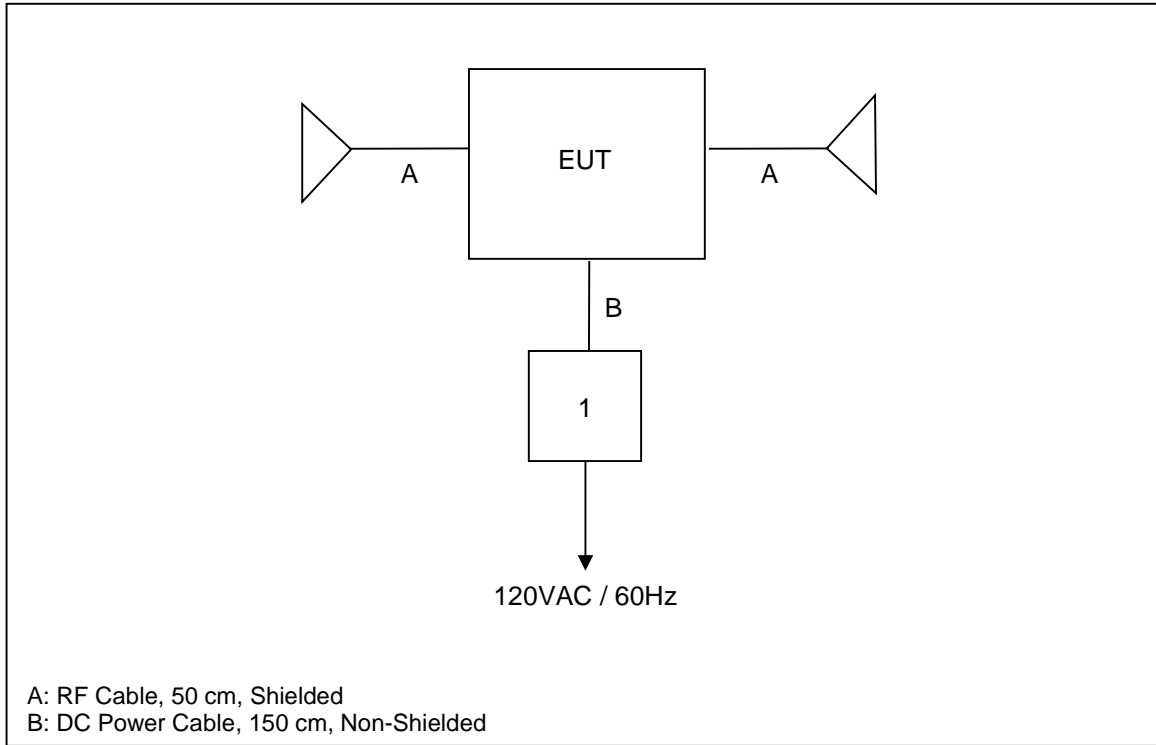 EUT
A
A
B
1
120VAC / 60Hz
A: RF Cable, 50 cm, Shielded
B: DC Power Cable, 150 cm, Non-Shielded